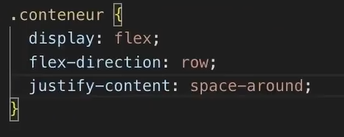 .conteneur {
  display: flex;
  flex-direction: row;
  justify-content: space-around;
}